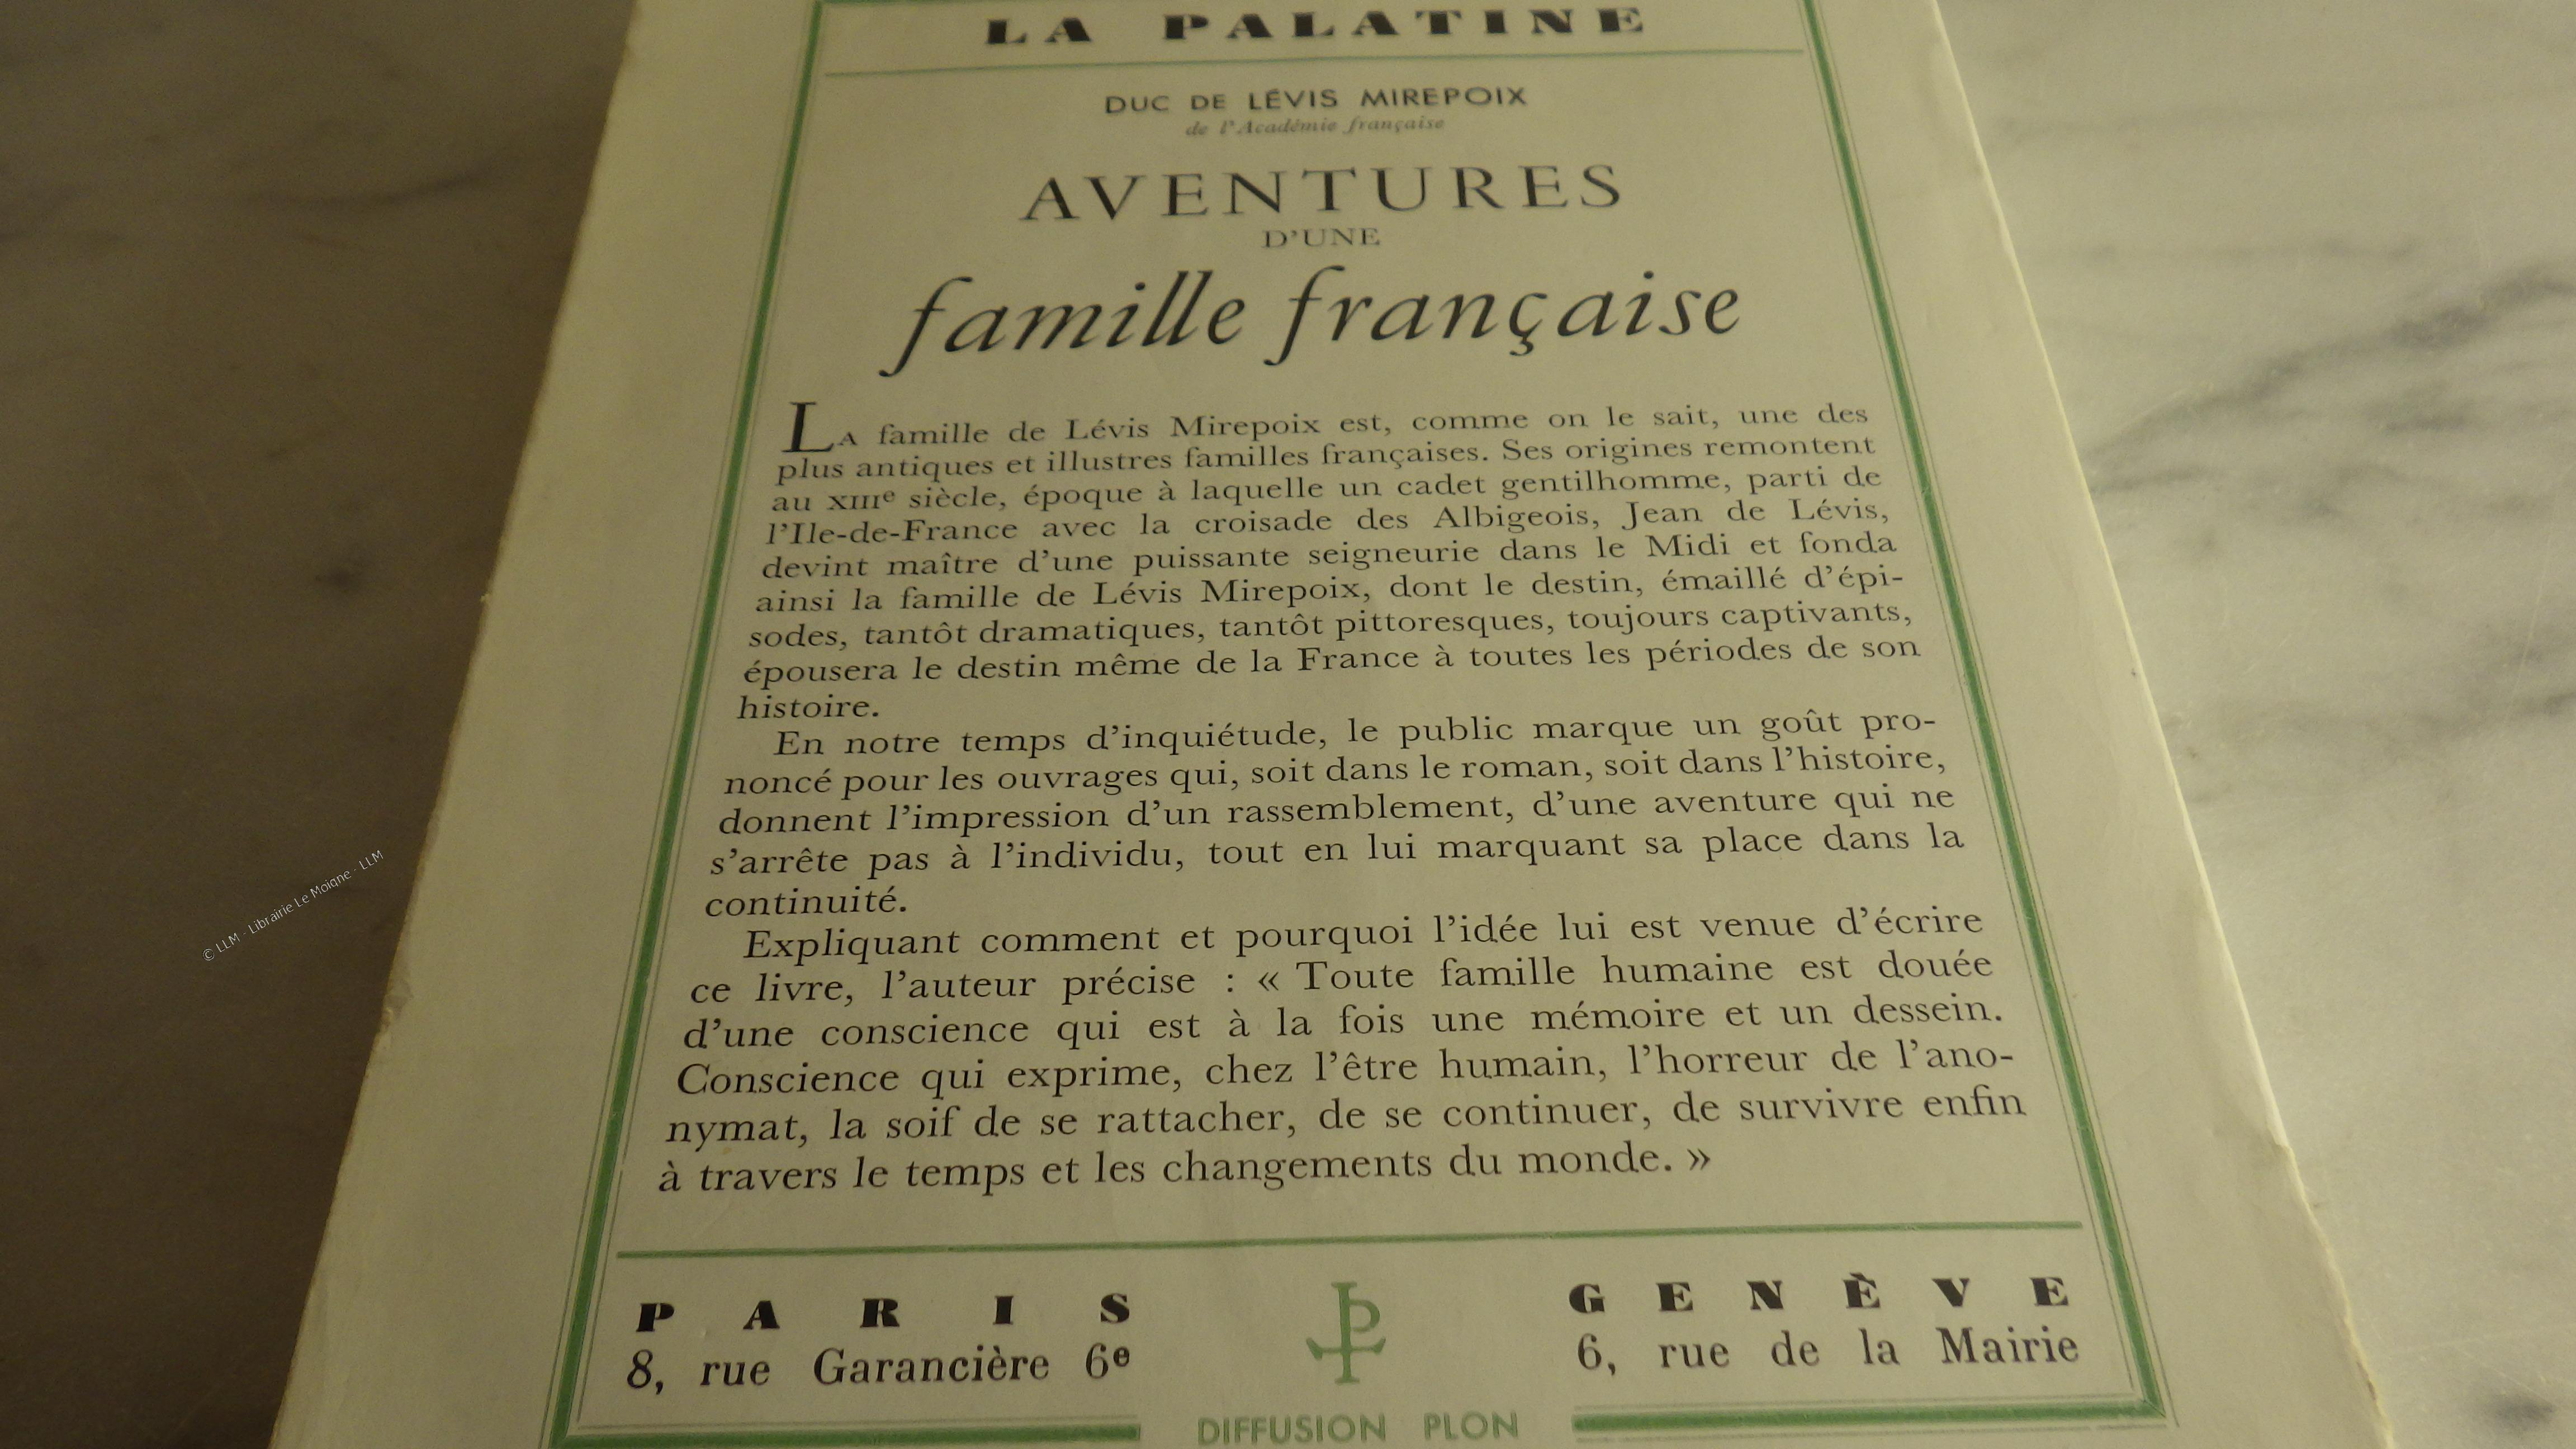 LA PALATINE
DUC DE LÉVIS MIREPOIX
de l'Académie française
AVENTURES
D'UNE
famille française
LA famille de Lévis Mirepoix est, comme on le sait, une des
plus antiques et illustres familles françaises. Ses origines remontent
au XIIIe siècle, époque à laquelle un cadet gentilhomme, parti de
l'Ile-de-France avec la croisade des Albigeois, Jean de Lévis,
devint maître d'une puissante seigneurie dans le Midi et fonda
ainsi la famille de Lévis Mirepoix, dont le destin, émaillé d'épi-
sodes, tantôt dramatiques, tantôt pittoresques, toujours captivants,
épousera le destin même de la France à toutes les périodes de son
histoire.
En notre temps d'inquiétude, le public marque un goût pro-
noncé pour les ouvrages qui, soit dans le roman, soit dans l'histoire,
donnent l'impression d'un rassemblement, d'une aventure qui ne
s'arrête pas à l'individu, tout en lui marquant sa place dans la
continuité.
Expliquant comment et pourquoi l'idée lui est venue d'écrire
ce livre, l'auteur précise : « Toute famille humaine est douée
d'une conscience qui est à la fois une mémoire et un dessein.
Conscience qui exprime, chez l'être humain, l'horreur de l'ano-
nymat, la soif de se rattacher, de se continuer, de survivre enfin
à travers le temps et les changements du monde. »
PARIS
8, rue Garancière 6e
GENÈVE
6, rue de la Mairie
DIFFUSION PLON
© LLM - Librairie Le Moigne - LLM